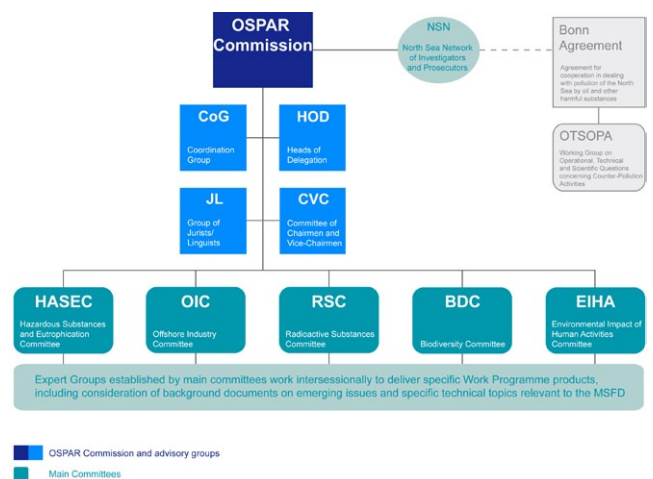 OSPAR
Commission
NSN
North Sea Network
of Investigators
and Prosecutors
Bonn
Agreement
Agreement for
cooperation in dealing
with pollution of the North
Sea by oil and other
harmful substances
OTSOPA
Working Group on
Operational, Technical
and Scientific Questions
concerning Counter-Pollution
Activities
CoG
Coordination
Group
HOD
Heads of
Delegation
JL
Group of
Jurists/
Linguists
CVC
Committee of
Chairmen and
Vice-Chairmen
HASEC
Hazardous Substances
and Eutrophication
Committee
OIC
Offshore Industry
Committee
RSC
Radioactive Substances
Committee
BDC
Biodiversity Committee
EIHA
Environmental Impact of
Human Activities
Committee
Expert Groups established by main committees work intersessionally to deliver specific Work Programme products,
including consideration of background documents on emerging issues and specific technical topics relevant to the MSFD
OSPAR Commission and advisory groups
Main Committees